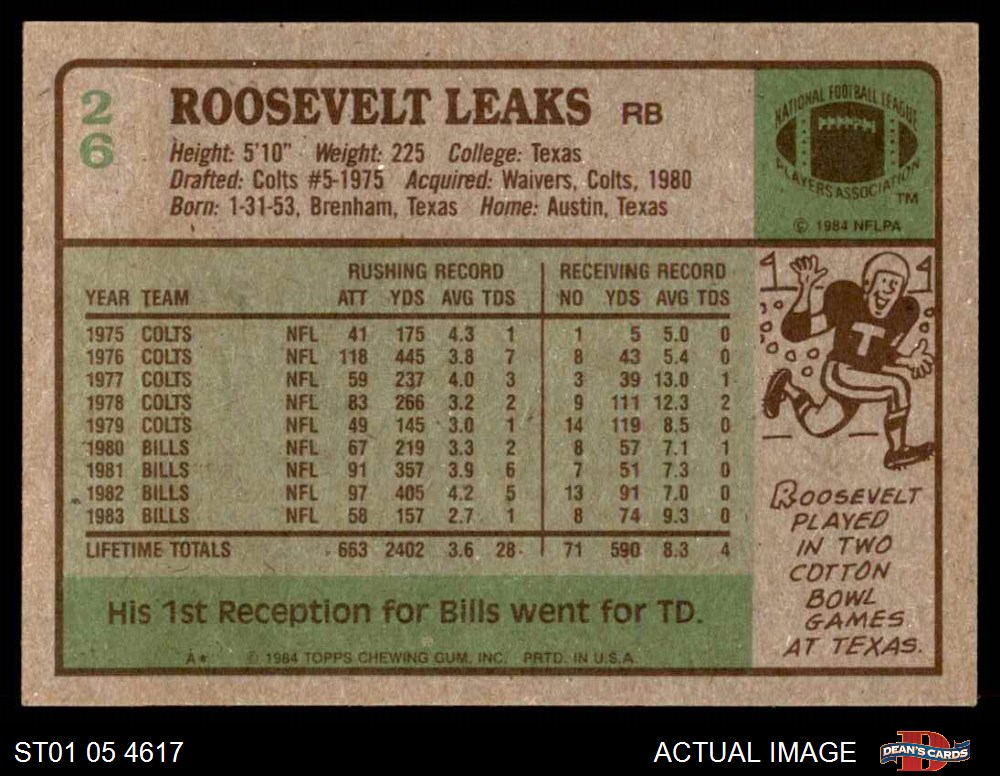 26
ROOSEVELT LEAKS RB
Height: 5'10" Weight: 225 College: Texas
Drafted: Colts #5-1975 Acquired: Waivers, Colts, 1980
Born: 1-31-53, Brenham, Texas Home: Austin, Texas
NATIONAL FOOTBALL LEAGUE
PLAYERS ASSOCIATION
TM
© 1984 NFLPA
RUSHING RECORD RECEIVING RECORD
YEAR TEAM ATT YDS AVG TDS NO YDS AVG TDS
1975 COLTS NFL 41 175 4.3 1 1 5 5.0 0
1976 COLTS NFL 118 445 3.8 7 8 43 5.4 0
1977 COLTS NFL 59 237 4.0 3 3 39 13.0 1
1978 COLTS NFL 83 266 3.2 2 9 111 12.3 2
1979 COLTS NFL 49 145 3.0 1 14 119 8.5 0
1980 BILLS NFL 67 219 3.3 2 8 57 7.1 1
1981 BILLS NFL 91 357 3.9 6 7 51 7.3 0
1982 BILLS NFL 97 405 4.2 5 13 91 7.0 0
1983 BILLS NFL 58 157 2.7 1 8 74 9.3 0
LIFETIME TOTALS 663 2402 3.6 28 71 590 8.3 4
His 1st Reception for Bills went for TD.
A* © 1984 TOPPS CHEWING GUM, INC. PRTD. IN U.S.A.
T
ROOSEVELT
PLAYED
IN TWO
COTTON
BOWL
GAMES
AT TEXAS.
ST01 05 4617
ACTUAL IMAGE
D
DEAN'S CARDS